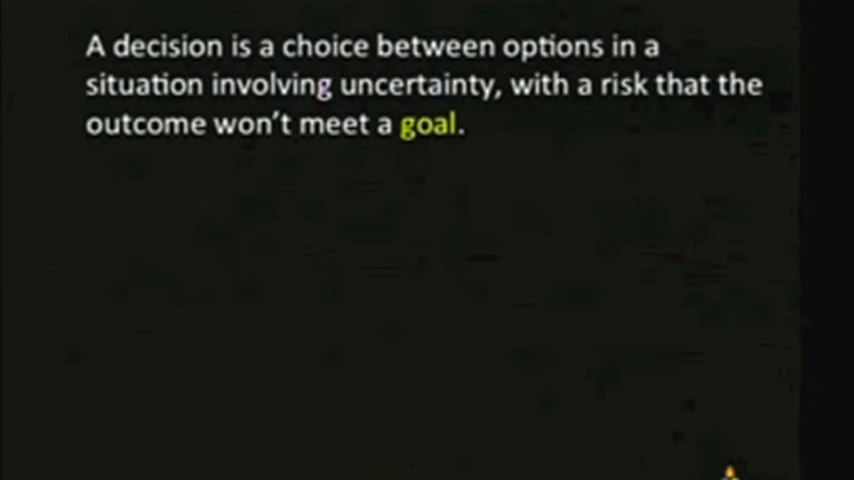 A decision is a choice between options in a
situation involving uncertainty, with a risk that the
outcome won't meet a goal.